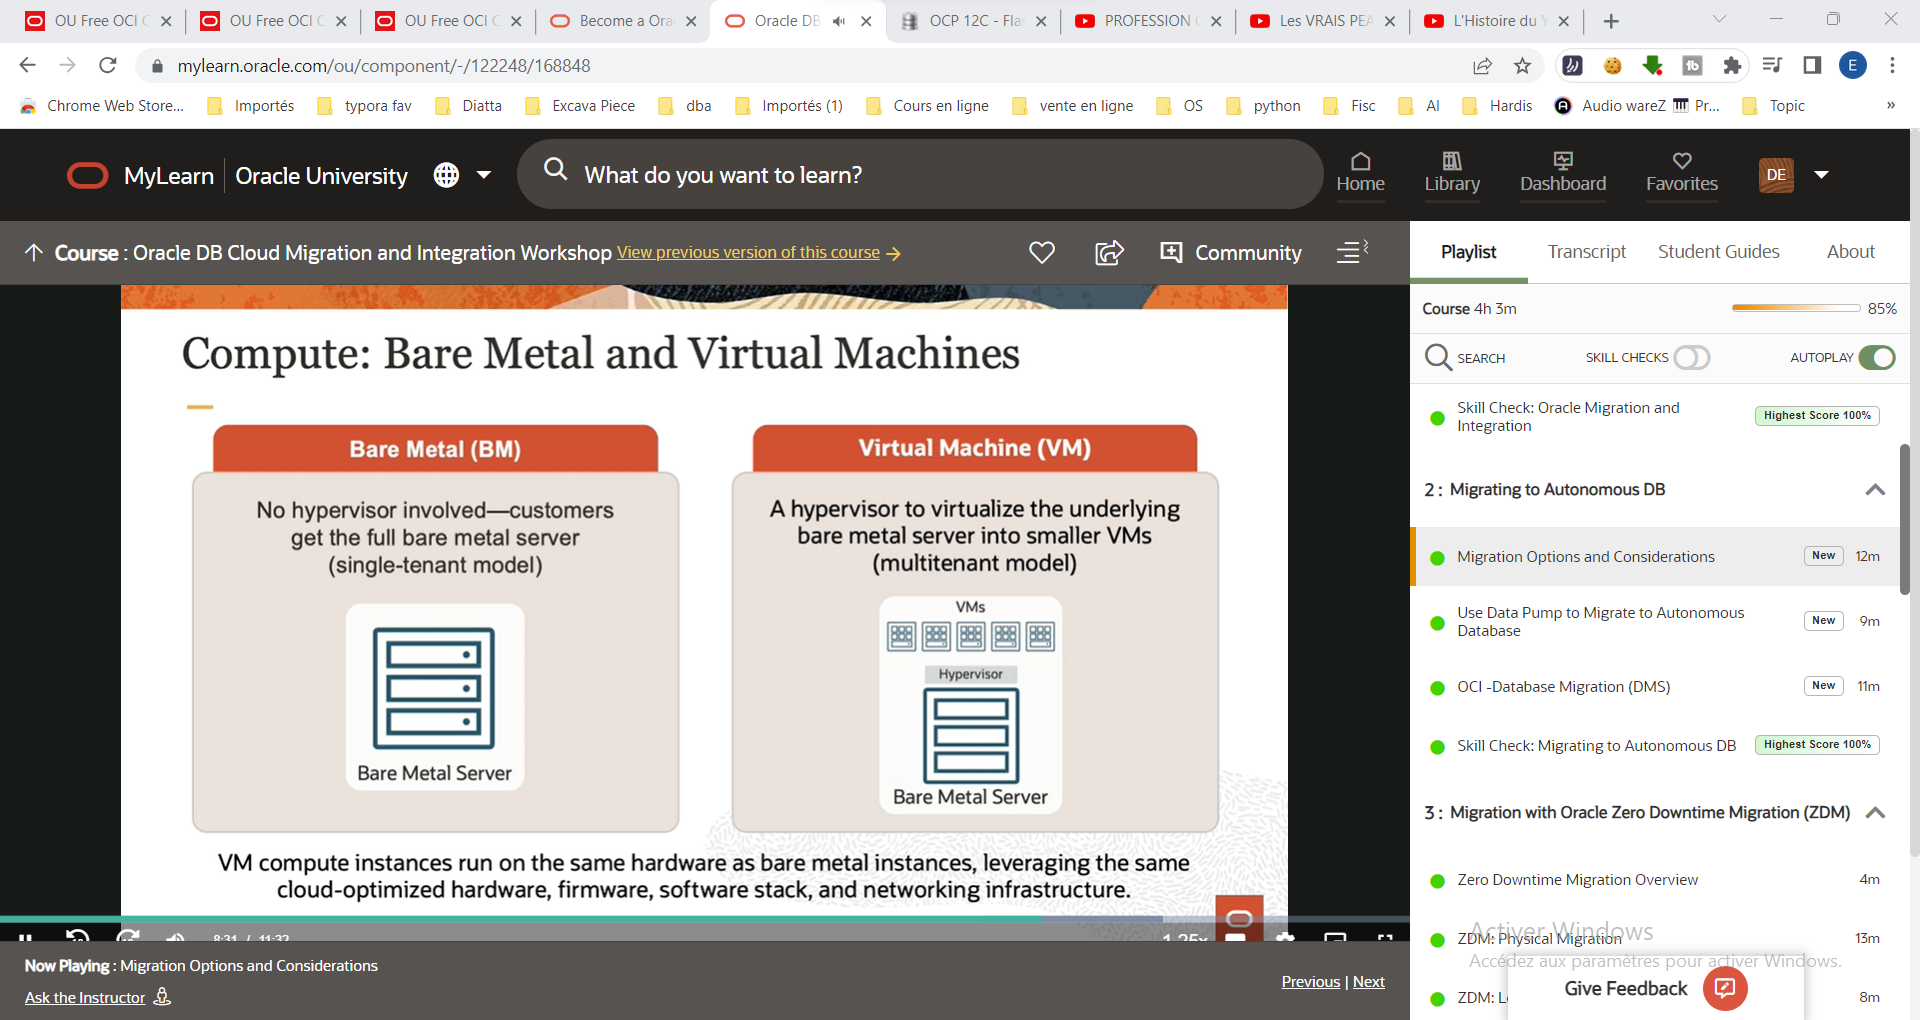 OU Free OCI C
OU Free OCI C
OU Free OCI C
Become a Ora
Oracle DB
OCP 12C - Fla
PROFESSION
Les VRAIS PEA
L'Histoire du
mylearn.oracle.com/ou/component/-/122248/168848
E
Chrome Web Store...
Importés
typora fav
Diatta
Excava Piece
dba
Importés (1)
Cours en ligne
vente en ligne
OS
python
Fisc
AI
Hardis
Audio wareZ
Pr...
Topic
»
MyLearn
Oracle University
What do you want to learn?
Home
Library
Dashboard
Favorites
DE
Course : Oracle DB Cloud Migration and Integration Workshop View previous version of this course →
Community
Playlist
Transcript
Student Guides
About
Course 4h 3m
85%
SEARCH
SKILL CHECKS
AUTOPLAY
Compute: Bare Metal and Virtual Machines
Bare Metal (BM)
No hypervisor involved—customers
get the full bare metal server
(single-tenant model)
Bare Metal Server
Virtual Machine (VM)
A hypervisor to virtualize the underlying
bare metal server into smaller VMs
(multitenant model)
VMs
Hypervisor
Bare Metal Server
VM compute instances run on the same hardware as bare metal instances, leveraging the same
cloud-optimized hardware, firmware, software stack, and networking infrastructure.
8:31 / 11:32
1.25x
Skill Check: Oracle Migration and
Integration
Highest Score 100%
2 : Migrating to Autonomous DB
Migration Options and Considerations
New
12m
Use Data Pump to Migrate to Autonomous
Database
New
9m
OCI -Database Migration (DMS)
New
11m
Skill Check: Migrating to Autonomous DB
Highest Score 100%
3 : Migration with Oracle Zero Downtime Migration (ZDM)
Zero Downtime Migration Overview
4m
ZDM: Physical Migration
13m
ZDM: L
8m
Activer Windows
Accédez aux paramètres pour activer Windows.
Give Feedback
Now Playing : Migration Options and Considerations
Ask the Instructor
Previous | Next